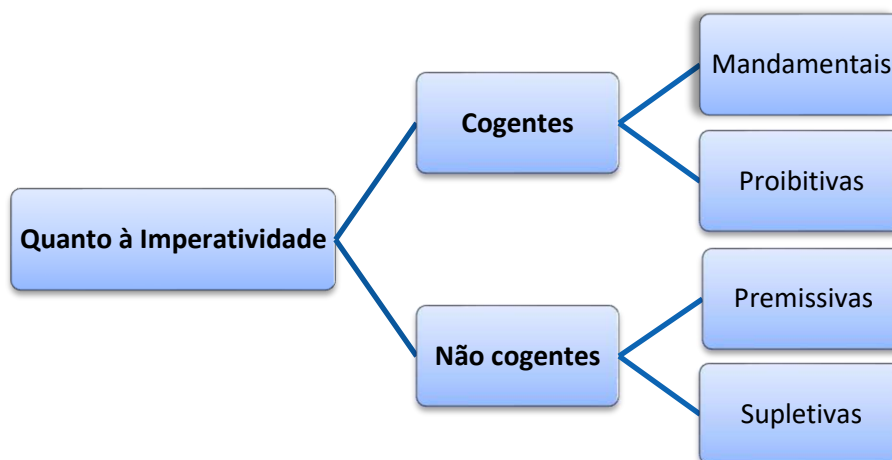 Quanto à Imperatividade
Cogentes
Mandamentais
Proibitivas
Não cogentes
Premissivas
Supletivas